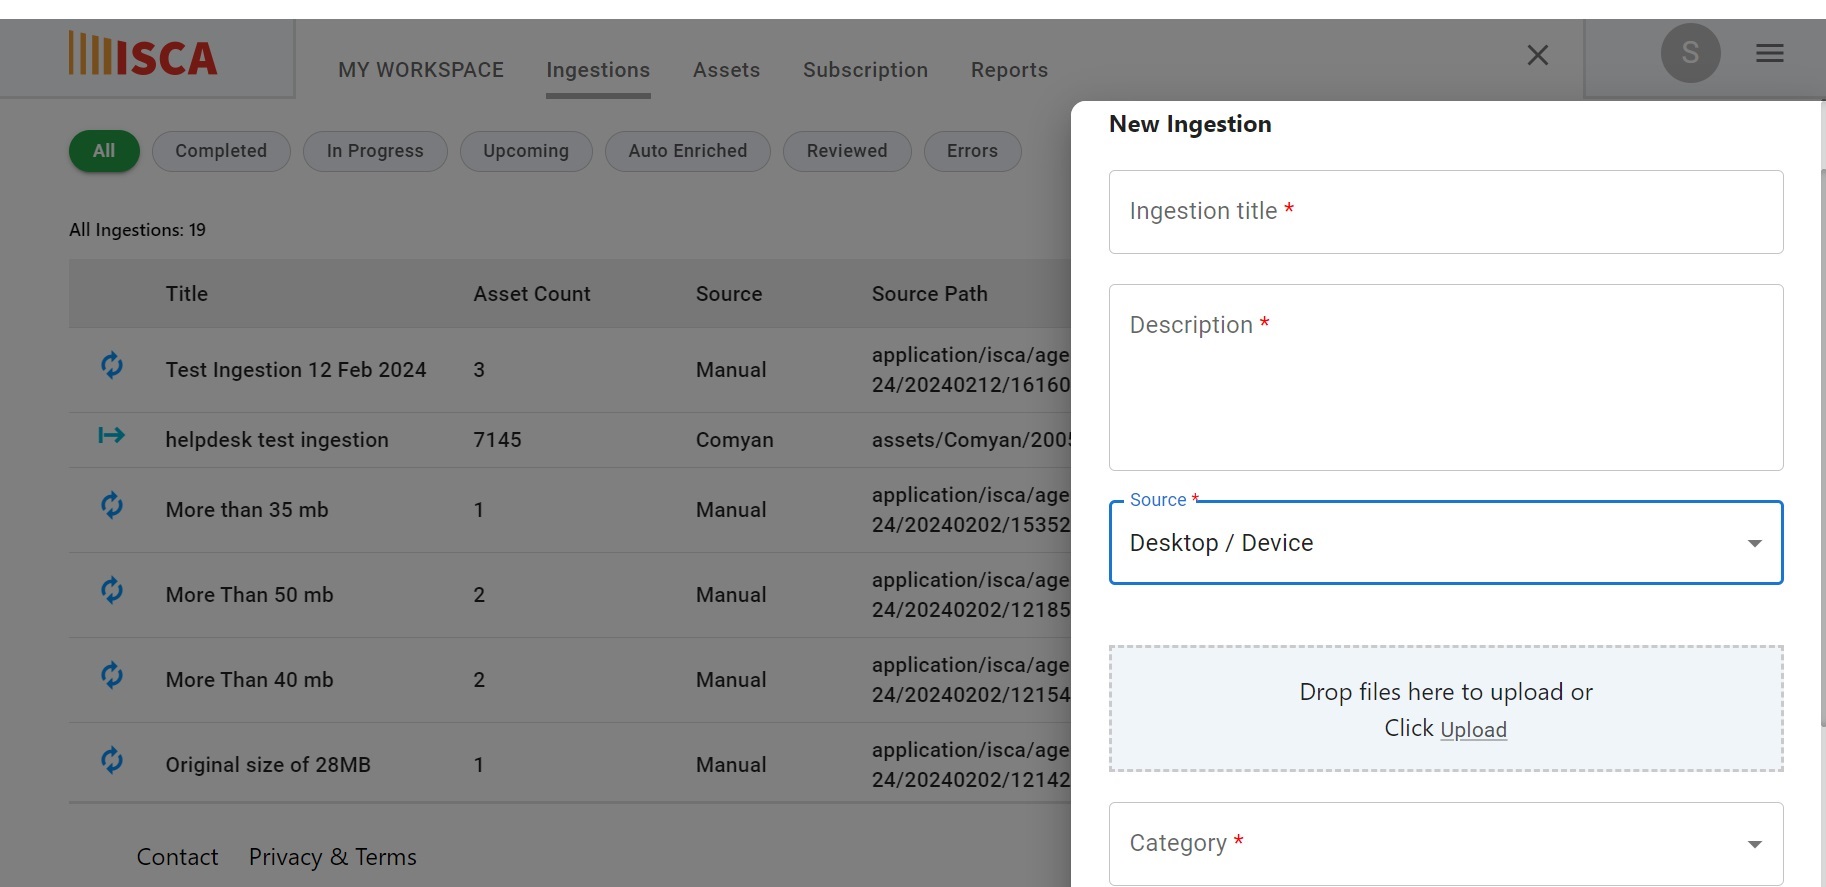 ISCA
MY WORKSPACE
Ingestions
Assets
Subscription
Reports
S
All
Completed
In Progress
Upcoming
Auto Enriched
Reviewed
Errors
All Ingestions: 19
Title Asset Count Source Source Path
Test Ingestion 12 Feb 2024 3 Manual application/isca/age
24/20240212/16160
helpdesk test ingestion 7145 Comyan assets/Comyan/2005
More than 35 mb 1 Manual application/isca/age
24/20240202/15352
More Than 50 mb 2 Manual application/isca/age
24/20240202/12185
More Than 40 mb 2 Manual application/isca/age
24/20240202/12154
Original size of 28MB 1 Manual application/isca/age
24/20240202/12142
Contact Privacy & Terms
New Ingestion
Ingestion title *
Description *
Source *
Desktop / Device
Drop files here to upload or
Click Upload
Category *